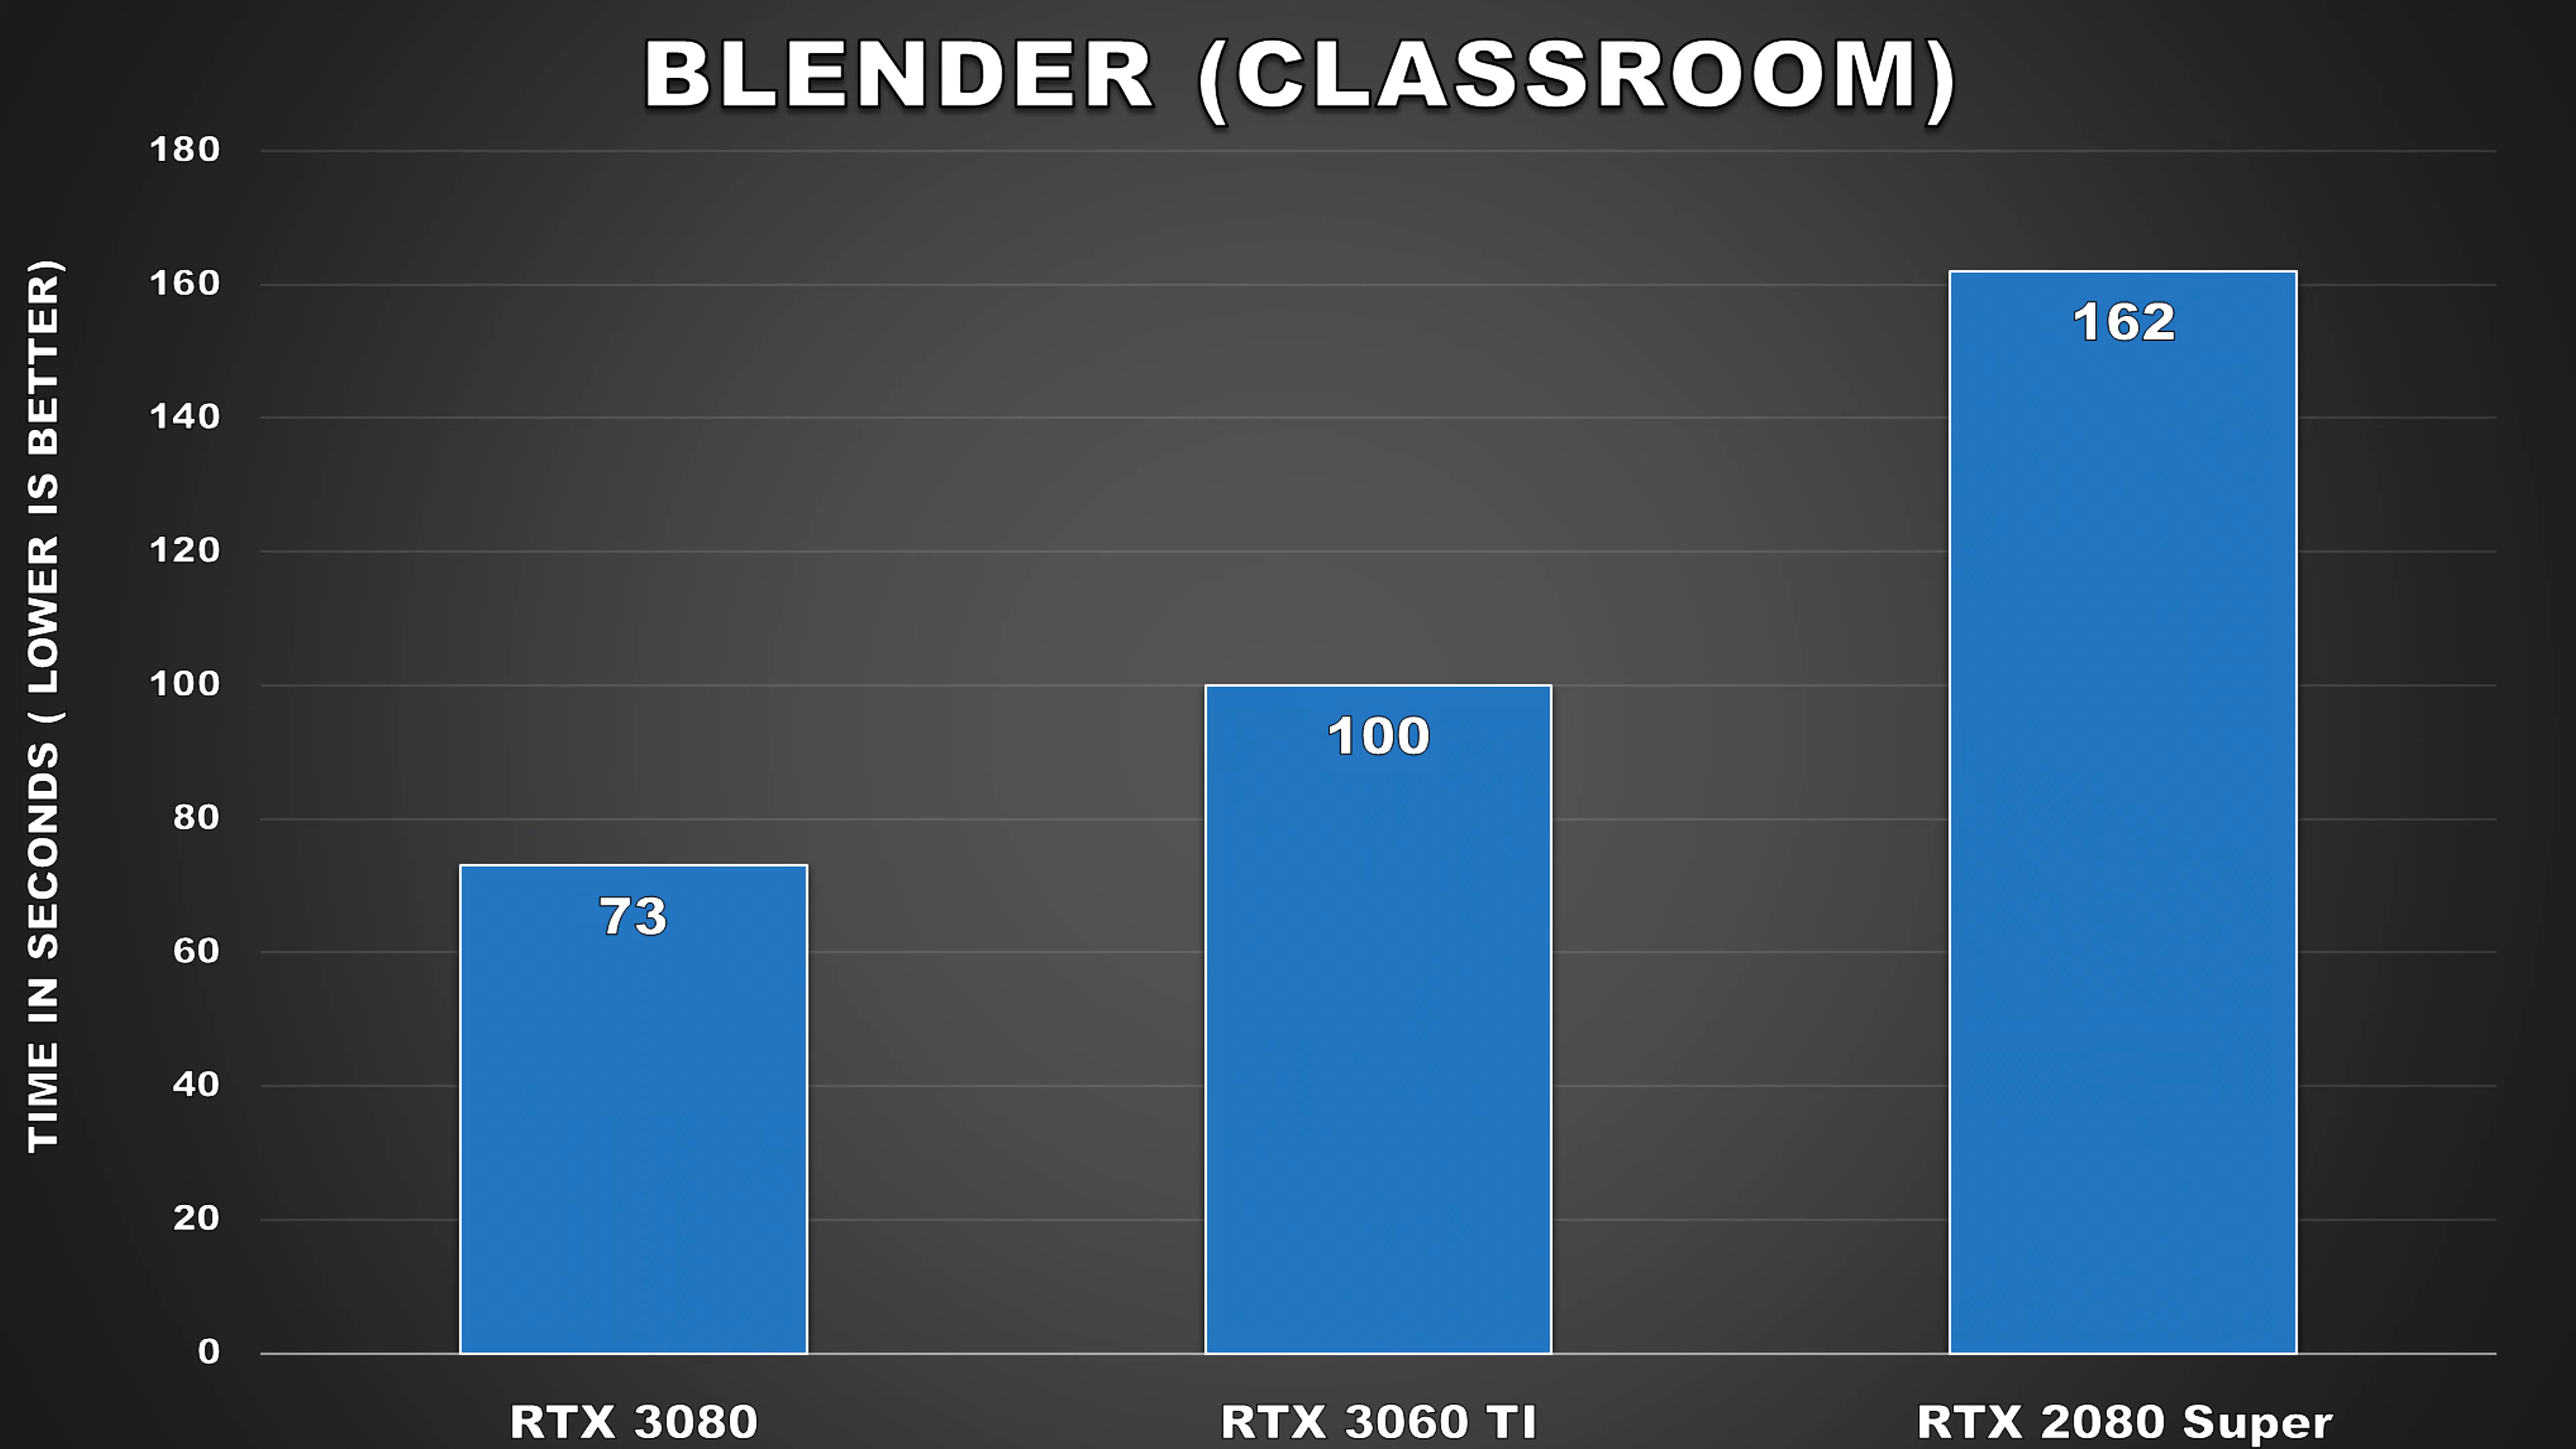 BLENDER (CLASSROOM)
TIME IN SECONDS ( LOWER IS BETTER)
180
160
140
120
100
80
60
40
20
0
73
100
162
RTX 3080
RTX 3060 TI
RTX 2080 Super